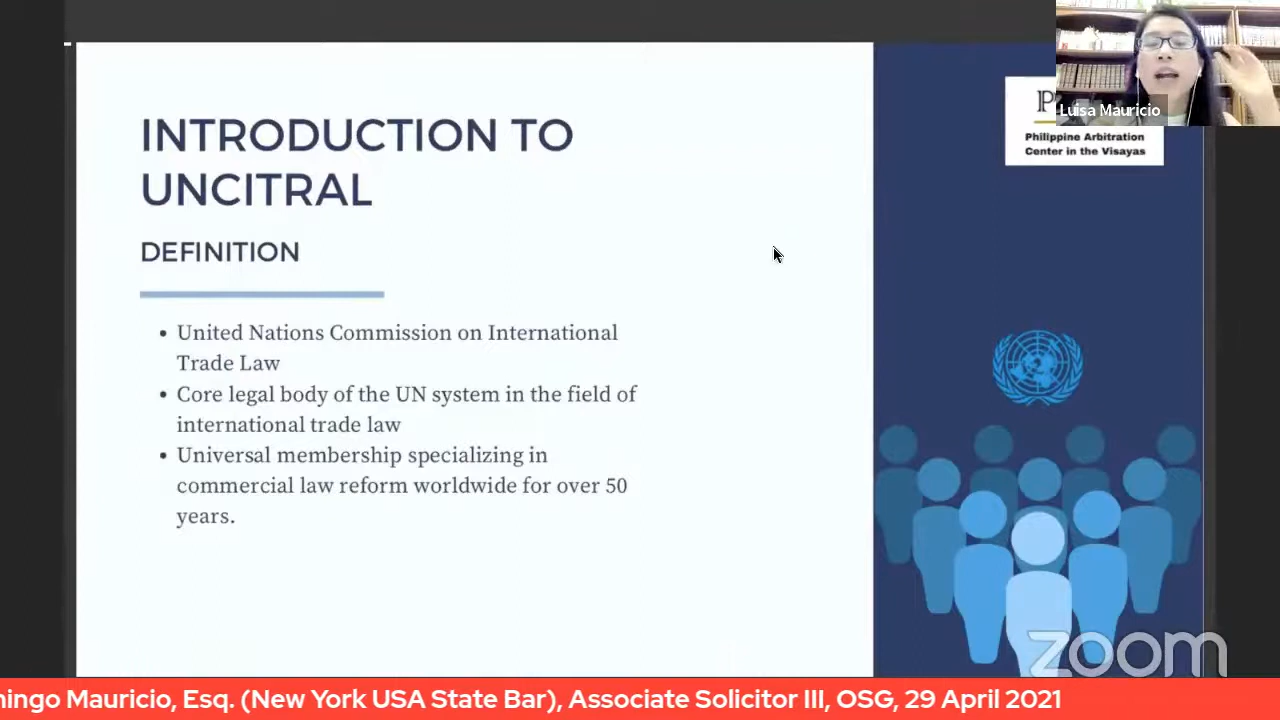 INTRODUCTION TO
UNCITRAL
DEFINITION
• United Nations Commission on International
Trade Law
• Core legal body of the UN system in the field of
international trade law
• Universal membership specializing in
commercial law reform worldwide for over 50
years.
Luisa Mauricio
Philippine Arbitration
Center in the Visayas
zoom
Mauricio, Esq. (New York USA State Bar), Associate Solicitor III, OSG, 29 April 2021